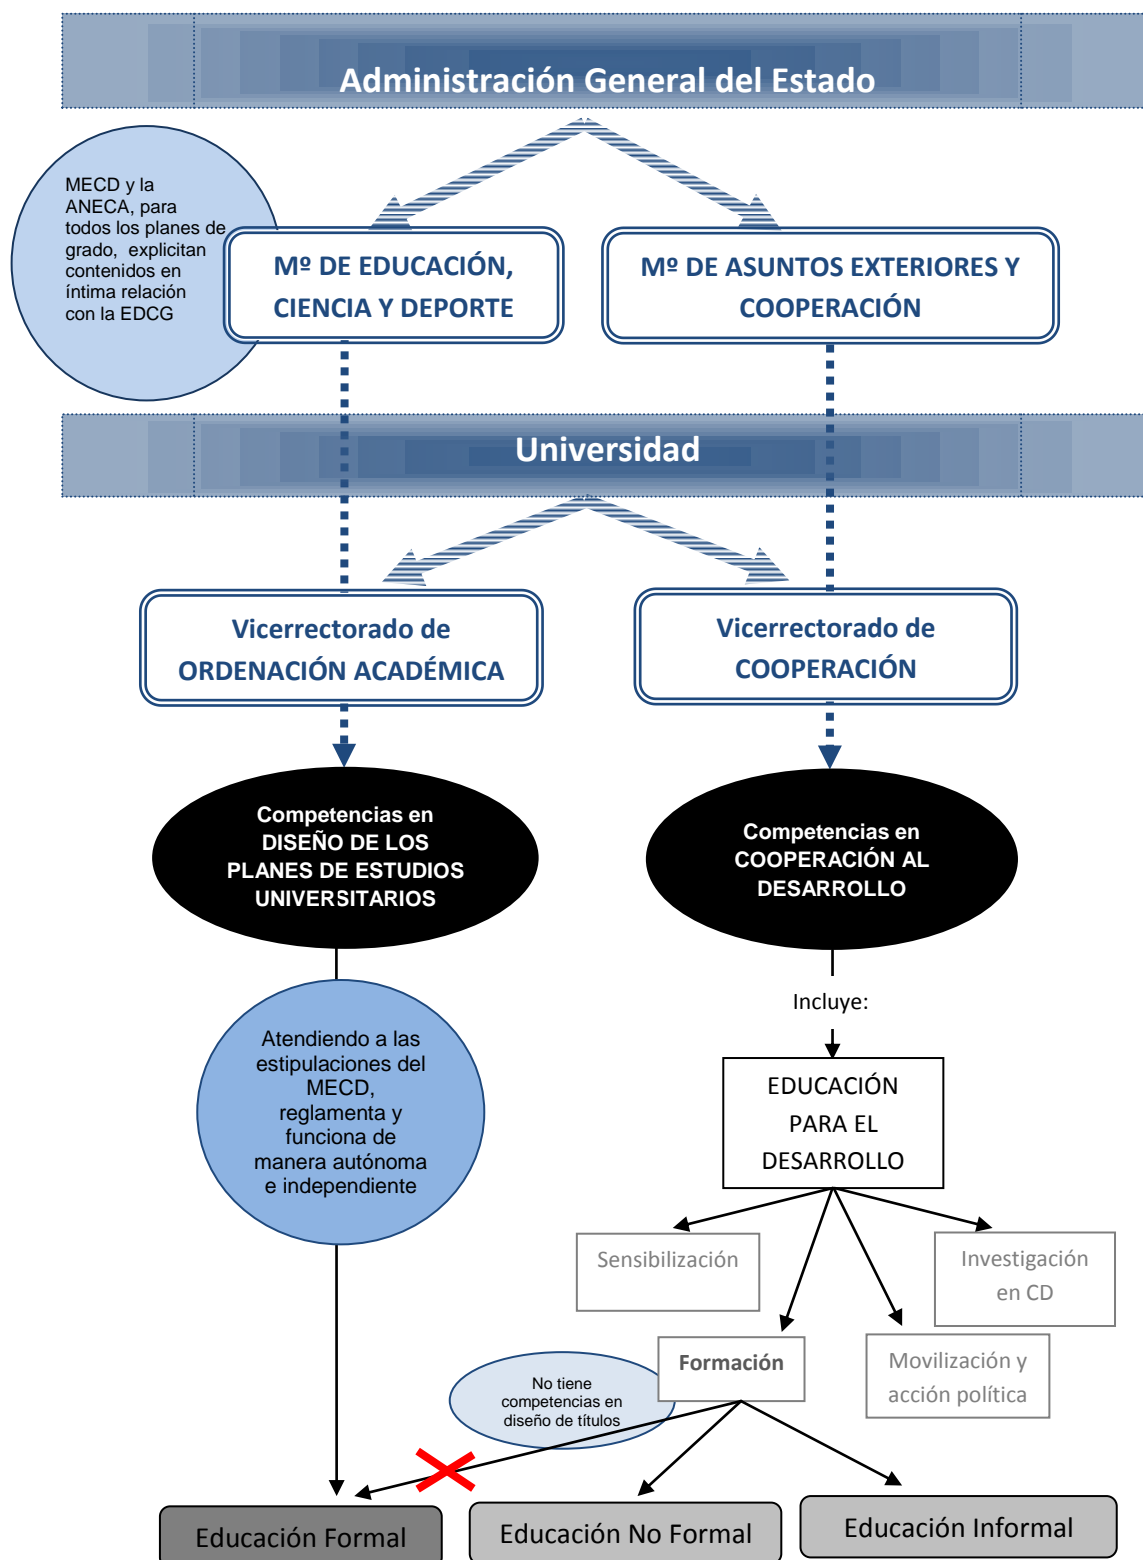 Administración General del Estado
MECD y la
ANECA, para
todos los planes de
grado, explicitan
contenidos en
íntima relación
con la EDCG
Mº DE EDUCACIÓN,
CIENCIA Y DEPORTE
Mº DE ASUNTOS EXTERIORES Y
COOPERACIÓN
Universidad
Vicerrectorado de
ORDENACIÓN ACADÉMICA
Vicerrectorado de
COOPERACIÓN
Competencias en
DISEÑO DE LOS
PLANES DE ESTUDIOS
UNIVERSITARIOS
Competencias en
COOPERACIÓN AL
DESARROLLO
Incluye:
Atendiendo a las
estipulaciones del
MECD,
reglamenta y
funciona de
manera autónoma
e independiente
EDUCACIÓN
PARA EL
DESARROLLO
Sensibilización
Investigación
en CD
Formación
Movilización y
acción política
No tiene
competencias en
diseño de títulos
Educación Formal
Educación No Formal
Educación Informal